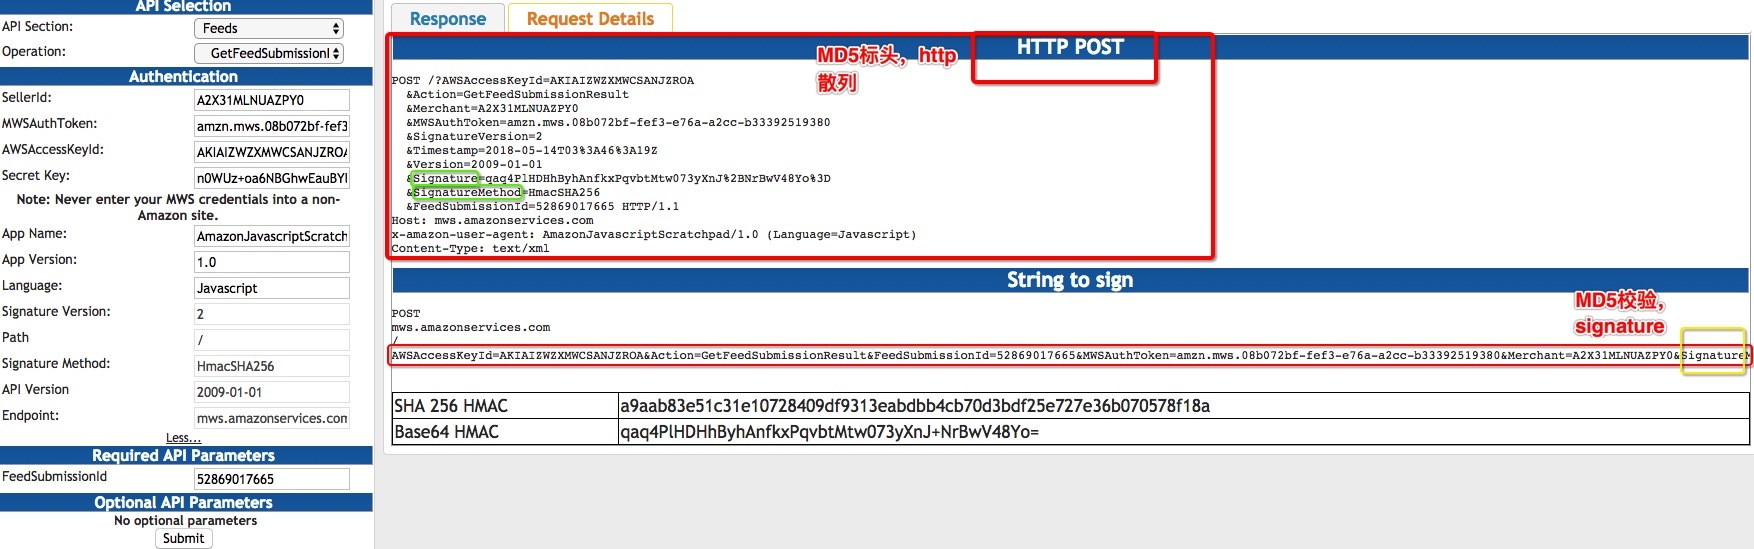 API Selection
API Section: Feeds
Operation: GetFeedSubmissionI
Authentication
SellerId: A2X31MLNUAZPY0
MWSAuthToken: amzn.mws.08b072bf-fef3
AWSAccessKeyId: AKIAIZWZXMWCSANJZROA
Secret Key: n0WUz+oa6NBGhwEauBYI
Note: Never enter your MWS credentials into a non-
Amazon site.
App Name: AmazonJavascriptScratch
App Version: 1.0
Language: Javascript
Signature Version: 2
Path /
Signature Method: HmacSHA256
API Version 2009-01-01
Endpoint: mws.amazonservices.com
Less...
Required API Parameters
FeedSubmissionId 52869017665
Optional API Parameters
No optional parameters
Submit
Response Request Details
HTTP POST
MD5标头，http
散列
POST /?AWSAccessKeyId=AKIAIZWZXMWCSANJZROA
&Action=GetFeedSubmissionResult
&Merchant=A2X31MLNUAZPY0
&MWSAuthToken=amzn.mws.08b072bf-fef3-e76a-a2cc-b33392519380
&SignatureVersion=2
&Timestamp=2018-05-14T03%3A46%3A19Z
&Version=2009-01-01
&Signature=qaq4PlHDHhByhAnfkxPqvbtMtw073yXnJ%2BNrBwV48Yo%3D
&SignatureMethod=HmacSHA256
&FeedSubmissionId=52869017665 HTTP/1.1
Host: mws.amazonservices.com
x-amazon-user-agent: AmazonJavascriptScratchpad/1.0 (Language=Javascript)
Content-Type: text/xml
String to sign
MD5校验，
signature
POST
mws.amazonservices.com
/
AWSAccessKeyId=AKIAIZWZXMWCSANJZROA&Action=GetFeedSubmissionResult&FeedSubmissionId=52869017665&MWSAuthToken=amzn.mws.08b072bf-fef3-e76a-a2cc-b33392519380&Merchant=A2X31MLNUAZPY0&SignatureM
SHA 256 HMAC a9aab83e51c31e10728409df9313eabdbb4cb70d3bdf25e727e36b070578f18a
Base64 HMAC qaq4PlHDHhByhAnfkxPqvbtMtw073yXnJ+NrBwV48Yo=